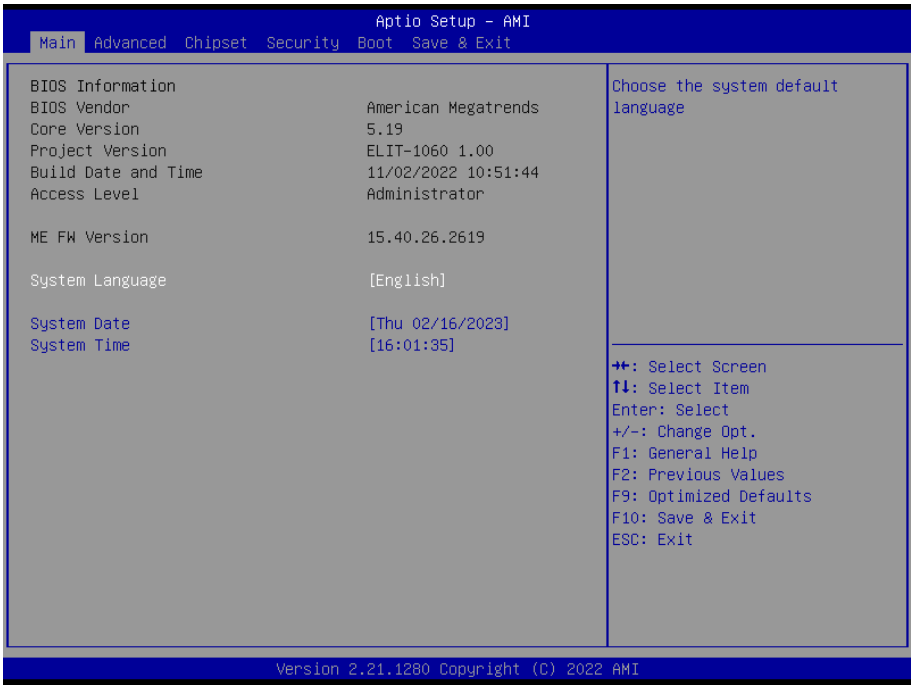 Aptio Setup – AMI
Main Advanced Chipset Security Boot Save & Exit
BIOS Information
BIOS Vendor American Megatrends
Core Version 5.19
Project Version ELIT-1060 1.00
Build Date and Time 11/02/2022 10:51:44
Access Level Administrator
ME FW Version 15.40.26.2619
System Language [English]
System Date [Thu 02/16/2023]
System Time [16:01:35]
Choose the system default
language
→←: Select Screen
↑↓: Select Item
Enter: Select
+/-: Change Opt.
F1: General Help
F2: Previous Values
F9: Optimized Defaults
F10: Save & Exit
ESC: Exit
Version 2.21.1280 Copyright (C) 2022 AMI